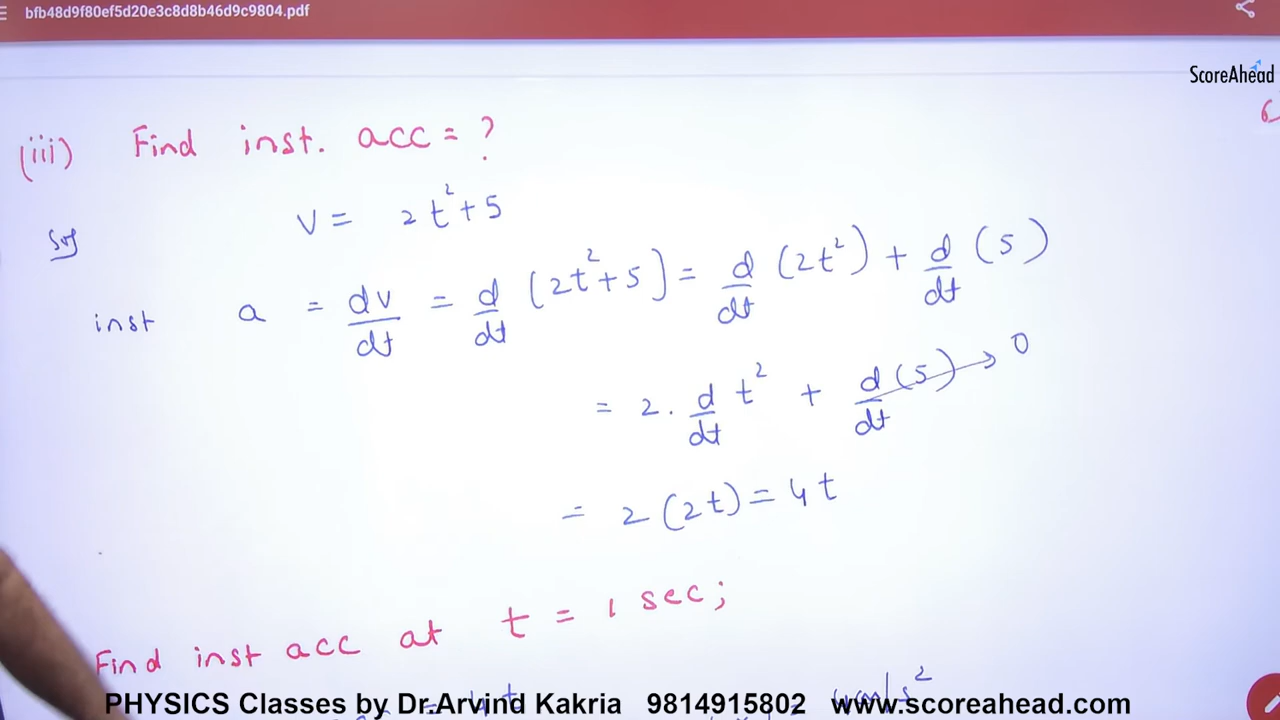 bfb48d9f80ef5d20e3c8d8b46d9c9804.pdf
ScoreAhead
(iii) Find inst. acc = ?
Sol
v = 2t²+5
inst a = dv/dt = d/dt (2t²+5) = d/dt (2t²) + d/dt (5)
= 2. d/dt t² + d/dt (5) → 0
= 2(2t) = 4t
Find inst acc at t = 1 sec;
PHYSICS Classes by Dr.Arvind Kakria 9814915802 www.scoreahead.com